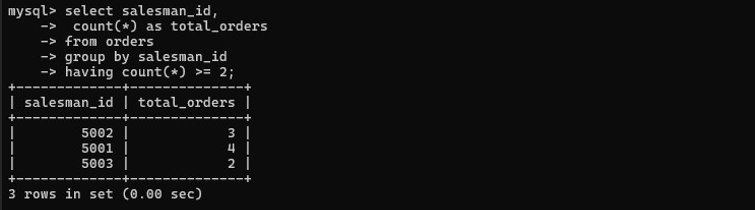 mysql> select salesman_id,
    ->  count(*) as total_orders
    -> from orders
    -> group by salesman_id
    -> having count(*) >= 2;
+-------------+--------------+
| salesman_id | total_orders |
+-------------+--------------+
|        5002 |            3 |
|        5001 |            4 |
|        5003 |            2 |
+-------------+--------------+
3 rows in set (0.00 sec)